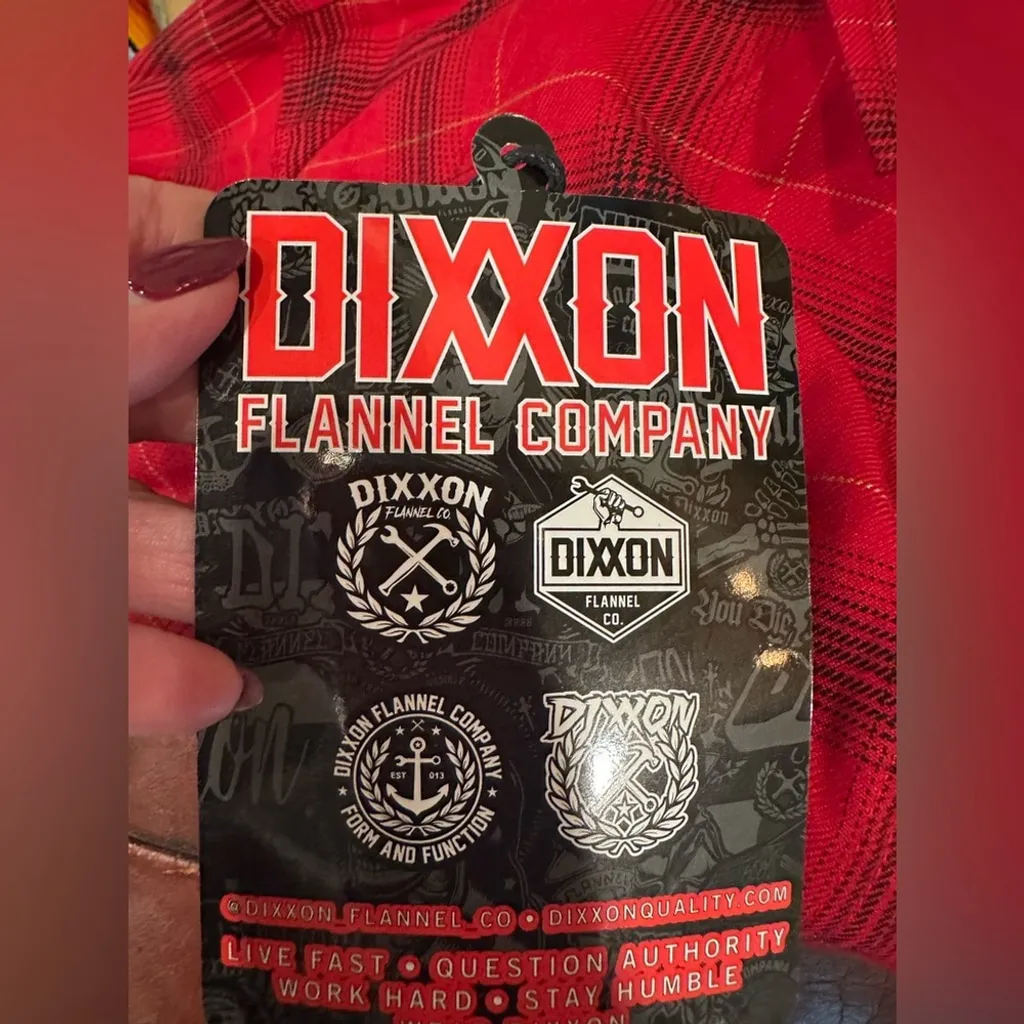 DIXXON
FLANNEL COMPANY
DIXXON
FLANNEL CO.
DIXXON
FLANNEL
CO.
DIXXON FLANNEL COMPANY
EST 013
FORM AND FUNCTION
DIXXON
@DIXXON_FLANNEL_CO • DIXXONQUALITY.COM
LIVE FAST • QUESTION AUTHORITY
WORK HARD • STAY HUMBLE
DIXXON